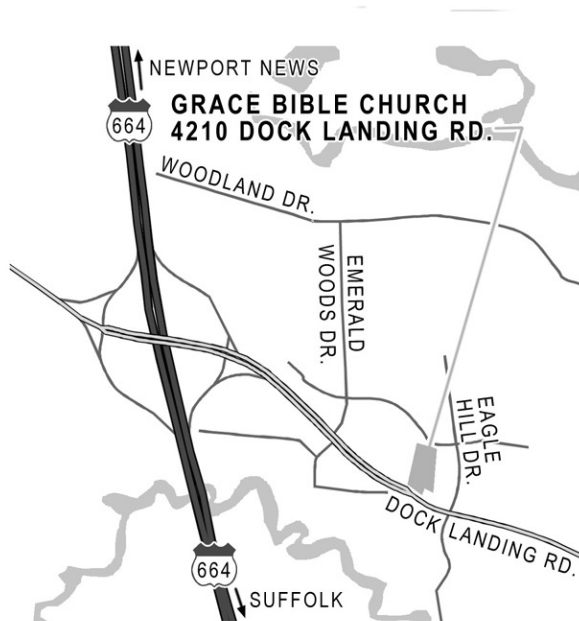 NEWPORT NEWS
664
GRACE BIBLE CHURCH
4210 DOCK LANDING RD.
WOODLAND DR.
EMERALD
WOODS DR.
EAGLE
HILL DR.
DOCK LANDING RD.
664
SUFFOLK